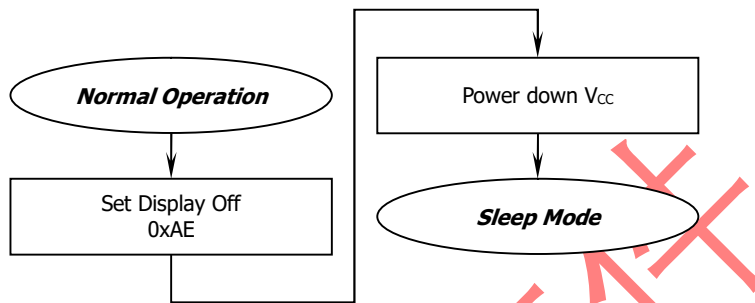 Normal Operation
Set Display Off
0xAE
Power down VCC
Sleep Mode